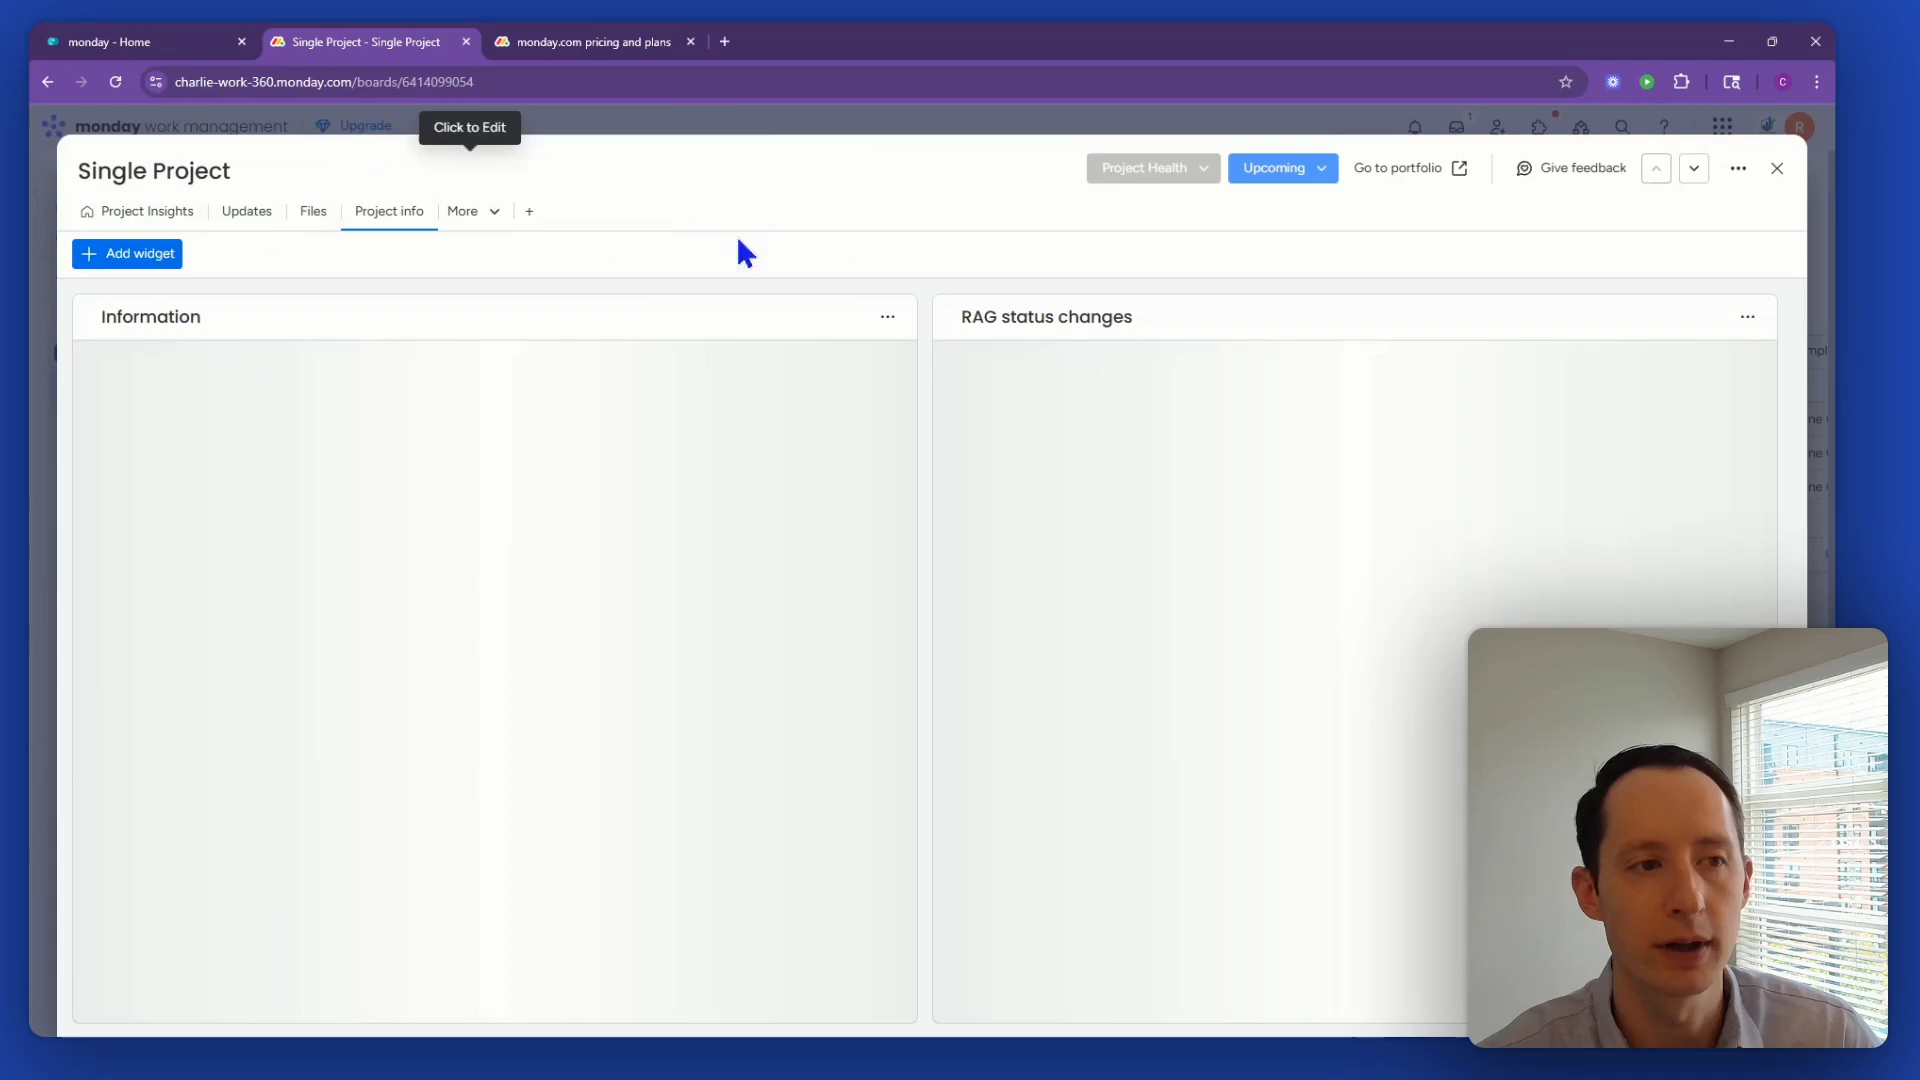 monday - Home
Single Project - Single Project
monday.com pricing and plans
charlie-work-360.monday.com/boards/6414099054
C
monday work management
Upgrade
Click to Edit
1
?
R
Single Project
Project Health
Upcoming
Go to portfolio
Give feedback
Project Insights
Updates
Files
Project info
More
Add widget
Information
RAG status changes